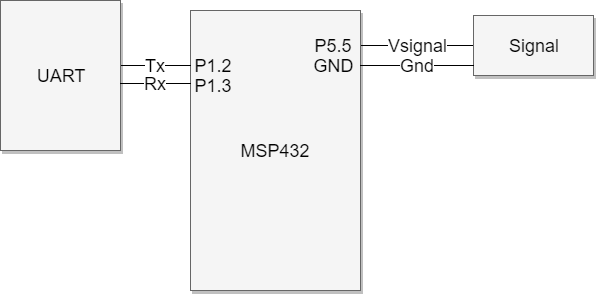 UART
Tx
Rx
P1.2
P1.3
MSP432
P5.5
GND
Vsignal
Gnd
Signal